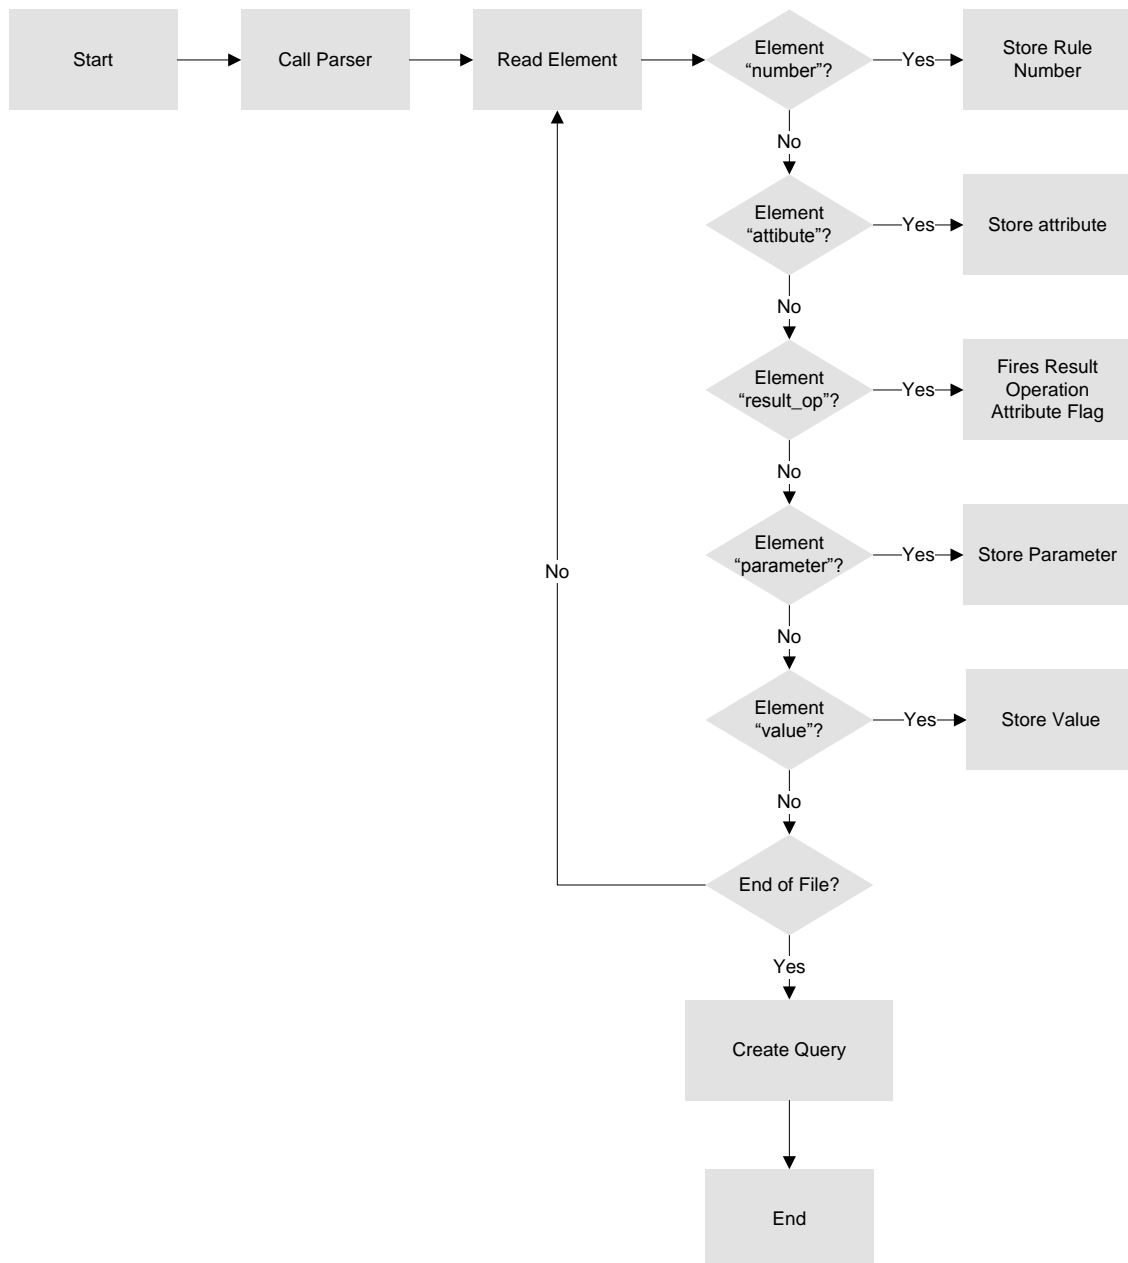 Start
Call Parser
Read Element
Element
“number”?
Yes
Store Rule
Number
No
Element
“attibute”?
Yes
Store attribute
No
Element
“result_op”?
Yes
Fires Result
Operation
Attribute Flag
No
Element
“parameter”?
Yes
Store Parameter
No
No
Element
“value”?
Yes
Store Value
No
End of File?
Yes
Create Query
End